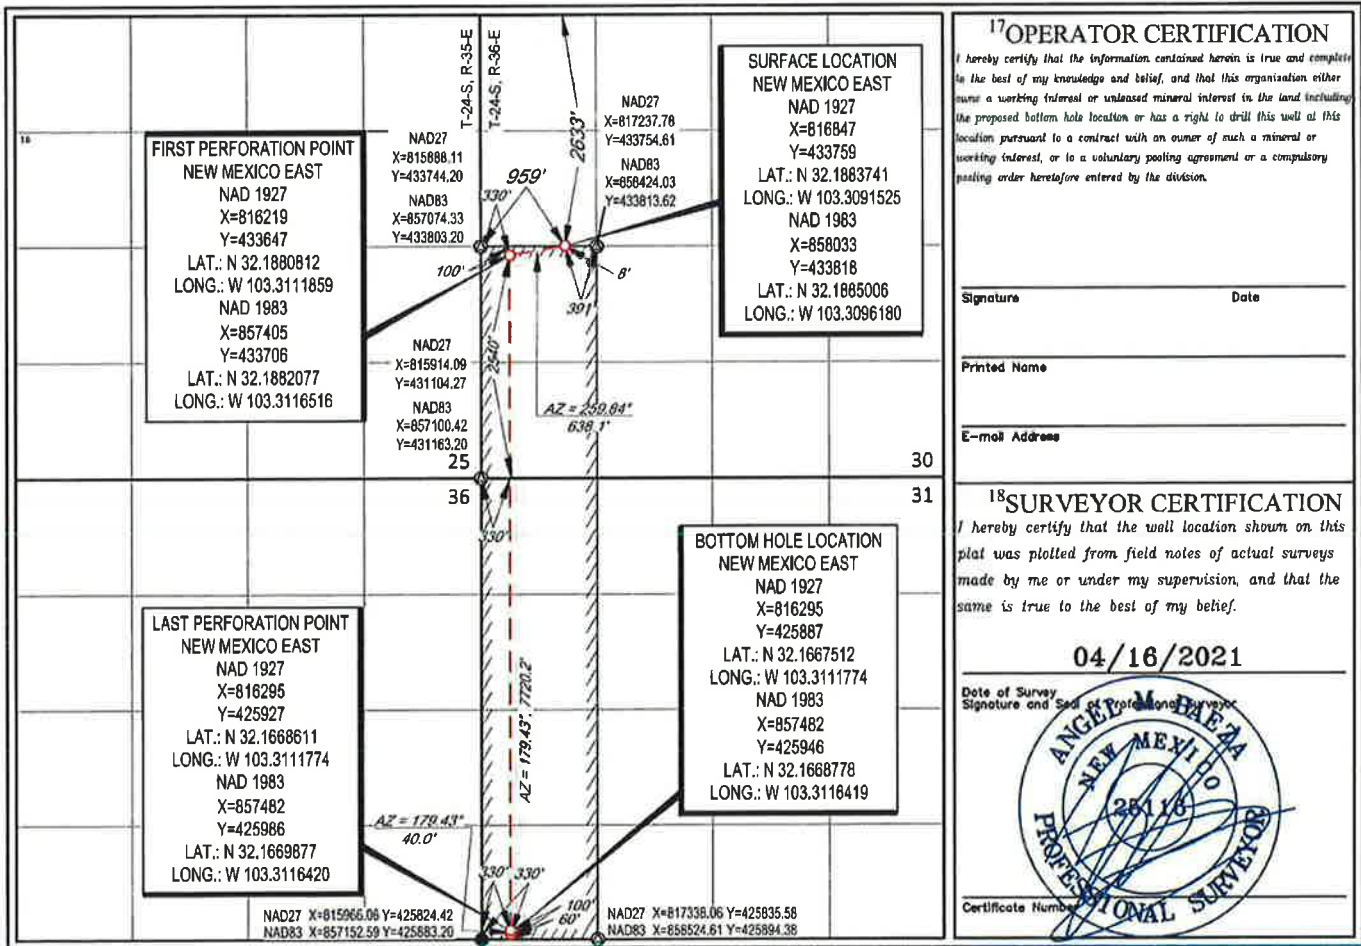 T-24-S, R-35-E
T-24-S, R-36-E
16
FIRST PERFORATION POINT
NEW MEXICO EAST
NAD 1927
X=816219
Y=433647
LAT.: N 32.1880812
LONG.: W 103.3111859
NAD 1983
X=857405
Y=433706
LAT.: N 32.1882077
LONG.: W 103.3116516
NAD27
X=815888.11
Y=433744.20
NAD83
X=857074.33
Y=433803.20
330'
959'
2633'
NAD27
X=817237.78
Y=433754.61
NAD83
X=858424.03
Y=433813.62
SURFACE LOCATION
NEW MEXICO EAST
NAD 1927
X=816847
Y=433759
LAT.: N 32.1883741
LONG.: W 103.3091525
NAD 1983
X=858033
Y=433818
LAT.: N 32.1885006
LONG.: W 103.3096180
100'
8'
391'
2540'
NAD27
X=815914.09
Y=431104.27
NAD83
X=857100.42
Y=431163.20
AZ = 259.84°
638.1'
25
30
36
31
330'
LAST PERFORATION POINT
NEW MEXICO EAST
NAD 1927
X=816295
Y=425927
LAT.: N 32.1668611
LONG.: W 103.3111774
NAD 1983
X=857482
Y=425986
LAT.: N 32.1669877
LONG.: W 103.3116420
AZ = 179.43°, 7720.2'
BOTTOM HOLE LOCATION
NEW MEXICO EAST
NAD 1927
X=816295
Y=425887
LAT.: N 32.1667512
LONG.: W 103.3111774
NAD 1983
X=857482
Y=425946
LAT.: N 32.1668778
LONG.: W 103.3116419
AZ = 179.43°
40.0'
330'
330'
100'
60'
NAD27 X=815966.06 Y=425824.42
NAD83 X=857152.59 Y=425883.20
NAD27 X=817338.06 Y=425835.58
NAD83 X=858524.61 Y=425894.38
17 OPERATOR CERTIFICATION
I hereby certify that the information contained herein is true and complete
to the best of my knowledge and belief, and that this organization either
owns a working interest or unleased mineral interest in the land including
the proposed bottom hole location or has a right to drill this well at this
location pursuant to a contract with an owner of such a mineral or
working interest, or to a voluntary pooling agreement or a compulsory
pooling order heretofore entered by the division.
Signature Date
Printed Name
E-mail Address
18 SURVEYOR CERTIFICATION
I hereby certify that the well location shown on this
plat was plotted from field notes of actual surveys
made by me or under my supervision, and that the
same is true to the best of my belief.
04/16/2021
Date of Survey
Signature and Seal of Professional Surveyor
ANGEL M. BAEZA
NEW MEXICO
25116
PROFESSIONAL SURVEYOR
Certificate Number